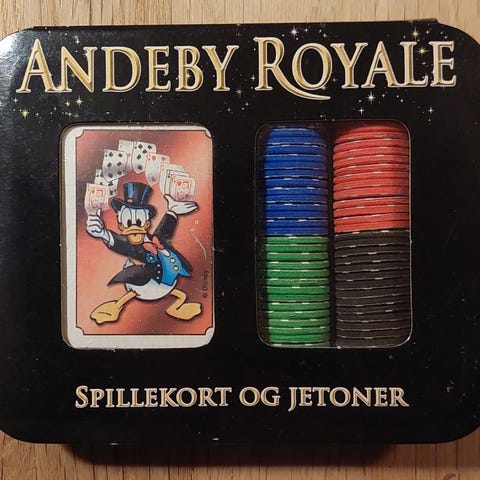 ANDEBY ROYALE
© Disney
SPILLEKORT OG JETONER